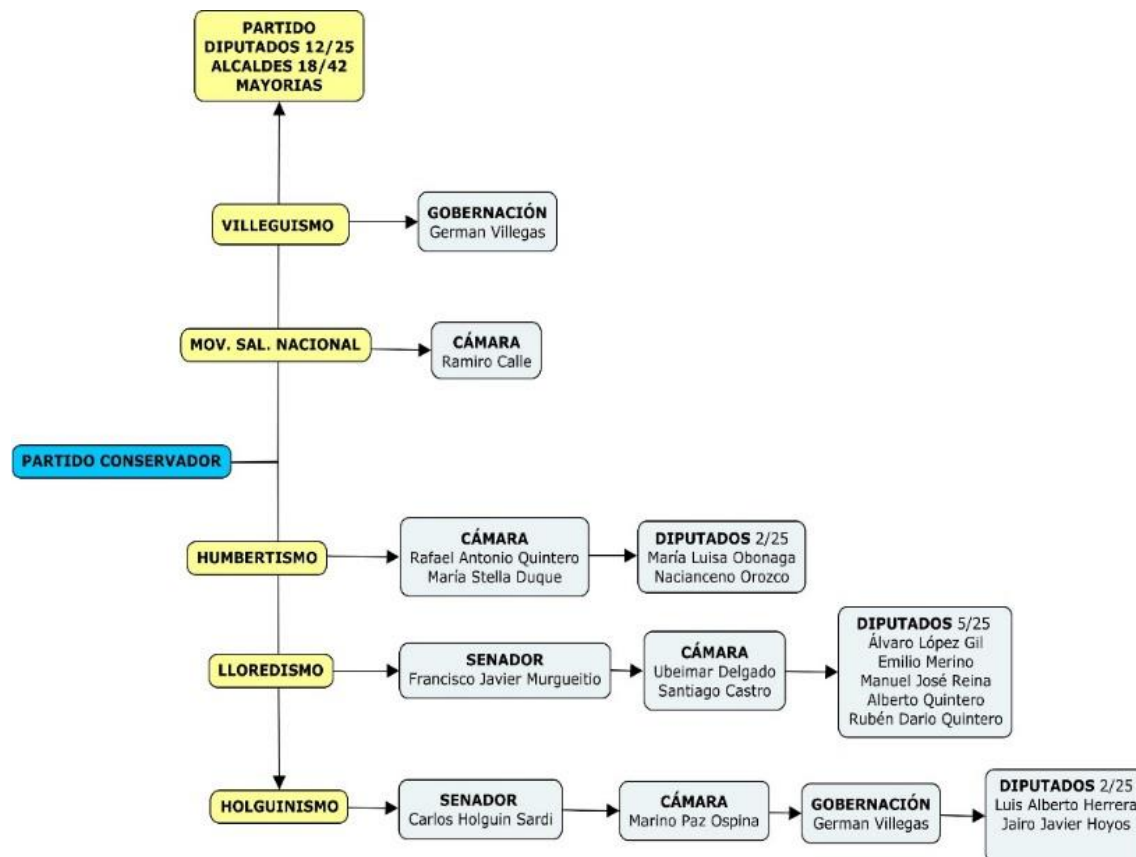 PARTIDO
DIPUTADOS 12/25
ALCALDES 18/42
MAYORIAS
VILLEGUISMO
GOBERNACIÓN
German Villegas
MOV. SAL. NACIONAL
CÁMARA
Ramiro Calle
PARTIDO CONSERVADOR
HUMBERTISMO
CÁMARA
Rafael Antonio Quintero
María Stella Duque
DIPUTADOS 2/25
María Luisa Obonaga
Nacianceno Orozco
LLOREDISMO
SENADOR
Francisco Javier Murgueitio
CÁMARA
Ubeimar Delgado
Santiago Castro
DIPUTADOS 5/25
Álvaro López Gil
Emilio Merino
Manuel José Reina
Alberto Quintero
Rubén Dario Quintero
HOLGUINISMO
SENADOR
Carlos Holguin Sardi
CÁMARA
Marino Paz Ospina
GOBERNACIÓN
German Villegas
DIPUTADOS 2/25
Luis Alberto Herrera
Jairo Javier Hoyos